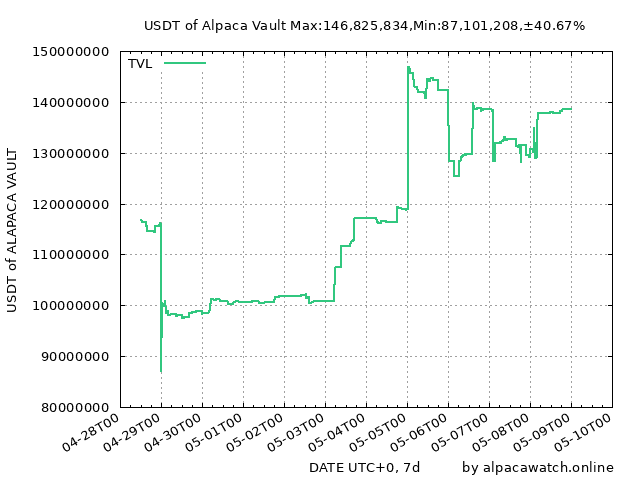 USDT of Alpaca Vault Max:146,825,834,Min:87,101,208,±40.67%
TVL
150000000
140000000
130000000
120000000
110000000
100000000
90000000
80000000
USDT of ALAPACA VAULT
04-28T00
04-29T00
04-30T00
05-01T00
05-02T00
05-03T00
05-04T00
05-05T00
05-06T00
05-07T00
05-08T00
05-09T00
05-10T00
DATE UTC+0, 7d
by alpacawatch.online